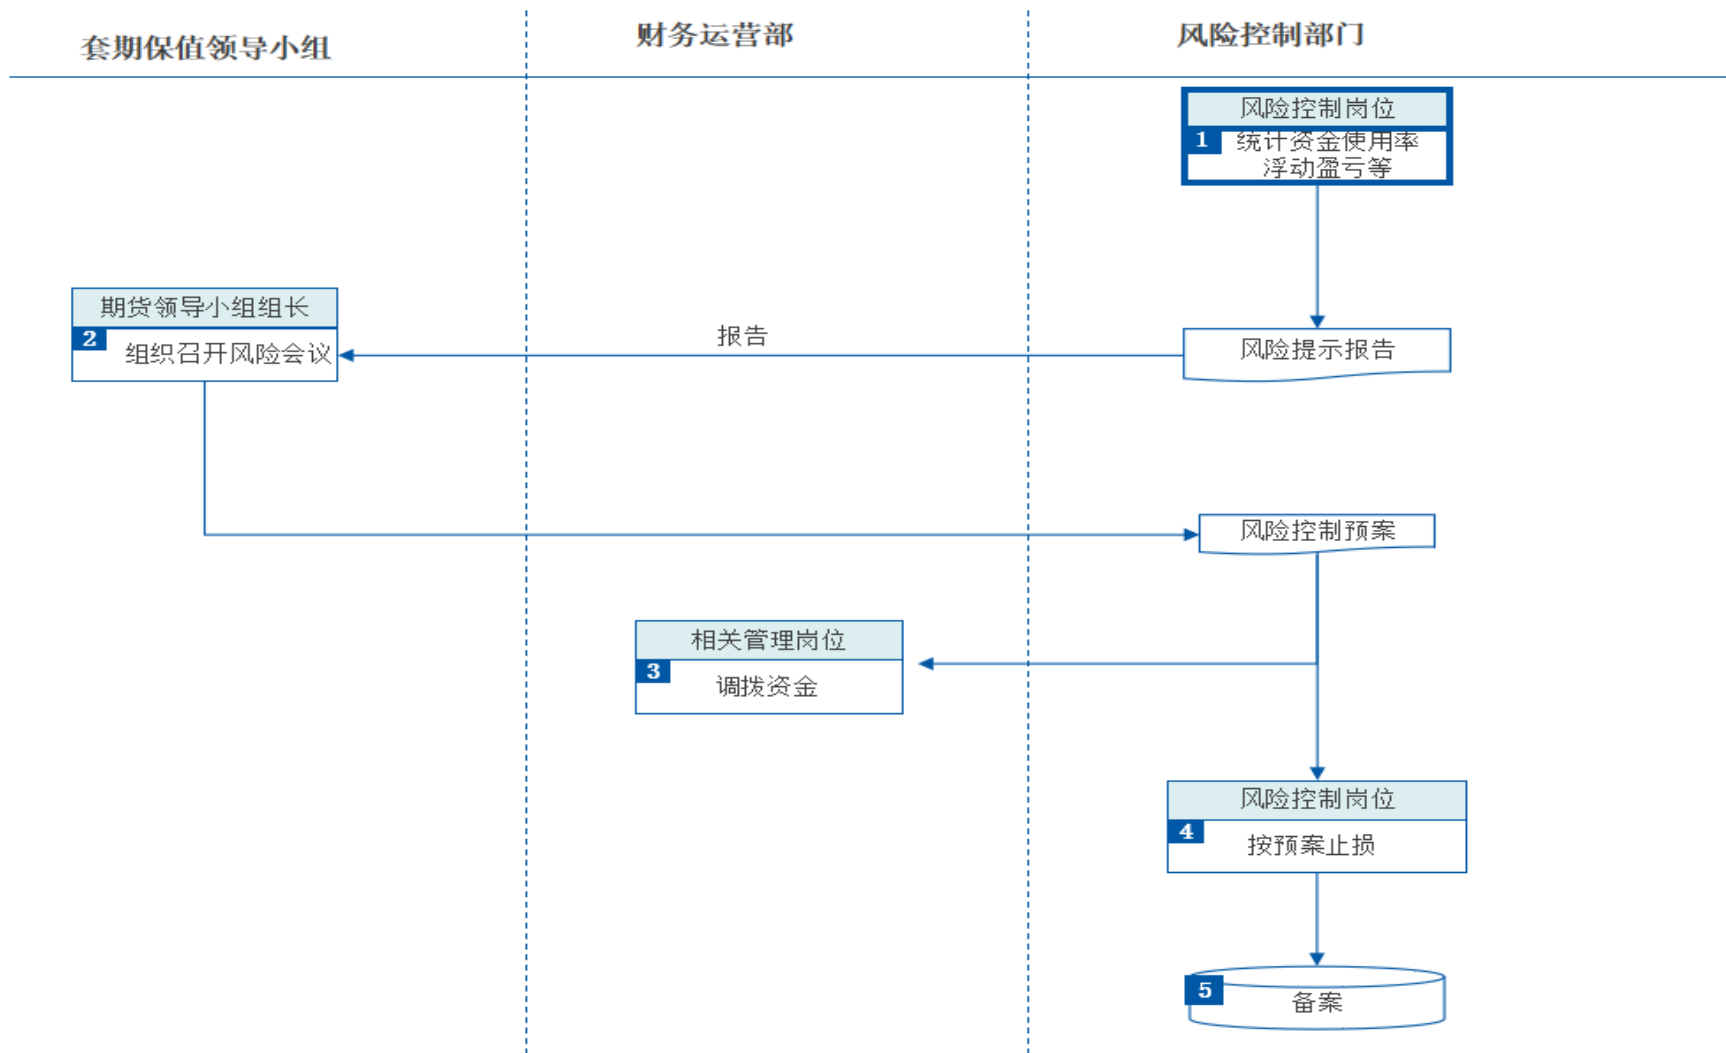 套期保值领导小组
财务运营部
风险控制部门
风险控制岗位
1
统计资金使用率
浮动盈亏等
期货领导小组组长
2
组织召开风险会议
报告
风险提示报告
风险控制预案
相关管理岗位
3
调拨资金
风险控制岗位
4
按预案止损
5
备案